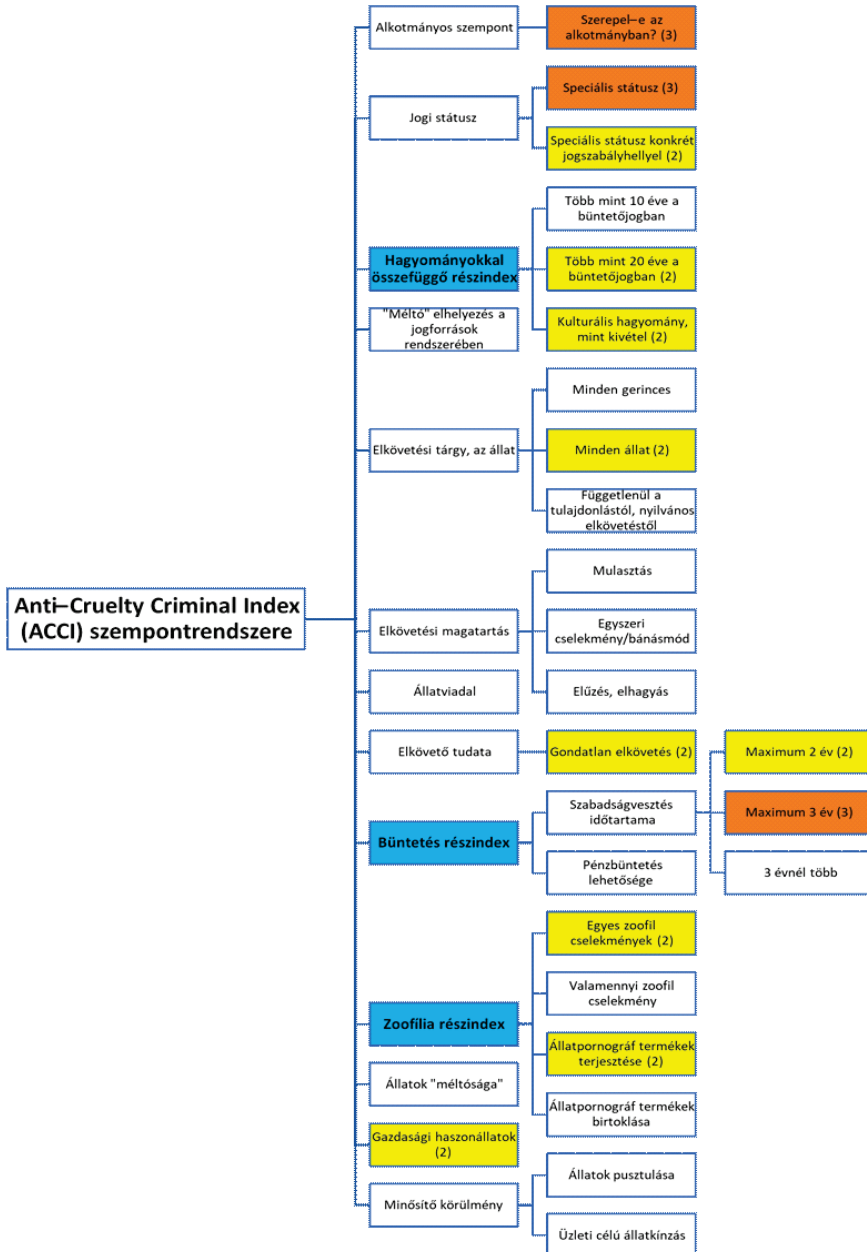 Anti–Cruelty Criminal Index
(ACCI) szempontrendszere
Alkotmányos szempont
Szerepel–e az
alkotmányban? (3)
Jogi státusz
Speciális státusz (3)
Speciális státusz konkrét
jogszabályhellyel (2)
Hagyományokkal
összefüggő részindex
Több mint 10 éve a
büntetőjogban
Több mint 20 éve a
büntetőjogban (2)
Kulturális hagyomány,
mint kivétel (2)
"Méltó" elhelyezés a
jogforrások
rendszerében
Elkövetési tárgy, az állat
Minden gerinces
Minden állat (2)
Függetlenül a
tulajdonlástól, nyilvános
elkövetéstől
Elkövetési magatartás
Mulasztás
Egyszeri
cselekmény/bánásmód
Elűzés, elhagyás
Állatviadal
Elkövető tudata
Gondatlan elkövetés (2)
Büntetés részindex
Szabadságvesztés
időtartama
Maximum 2 év (2)
Maximum 3 év (3)
3 évnél több
Pénzbüntetés
lehetősége
Zoofília részindex
Egyes zoofil
cselekmények (2)
Valamennyi zoofil
cselekmény
Állatpornográf termékek
terjesztése (2)
Állatpornográf termékek
birtoklása
Állatok "méltósága"
Gazdasági haszonállatok
(2)
Minősítő körülmény
Állatok pusztulása
Üzleti célú állatkínzás